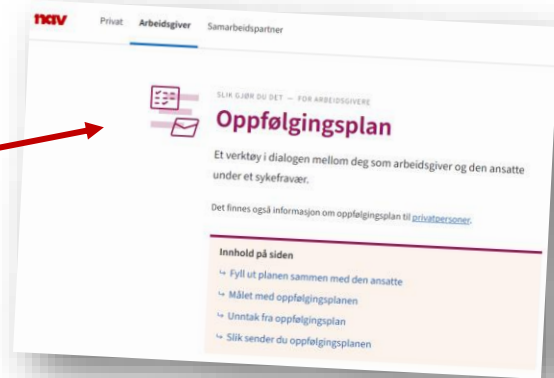 nav
Privat Arbeidsgiver Samarbeidspartner
SLIK GJØR DU DET — FOR ARBEIDSGIVERE
Oppfølgingsplan
Et verktøy i dialogen mellom deg som arbeidsgiver og den ansatte
under et sykefravær.
Det finnes også informasjon om oppfølgingsplan til privatpersoner.
Innhold på siden
↪ Fyll ut planen sammen med den ansatte
↪ Målet med oppfølgingsplanen
↪ Unntak fra oppfølgingsplan
↪ Slik sender du oppfølgingsplanen